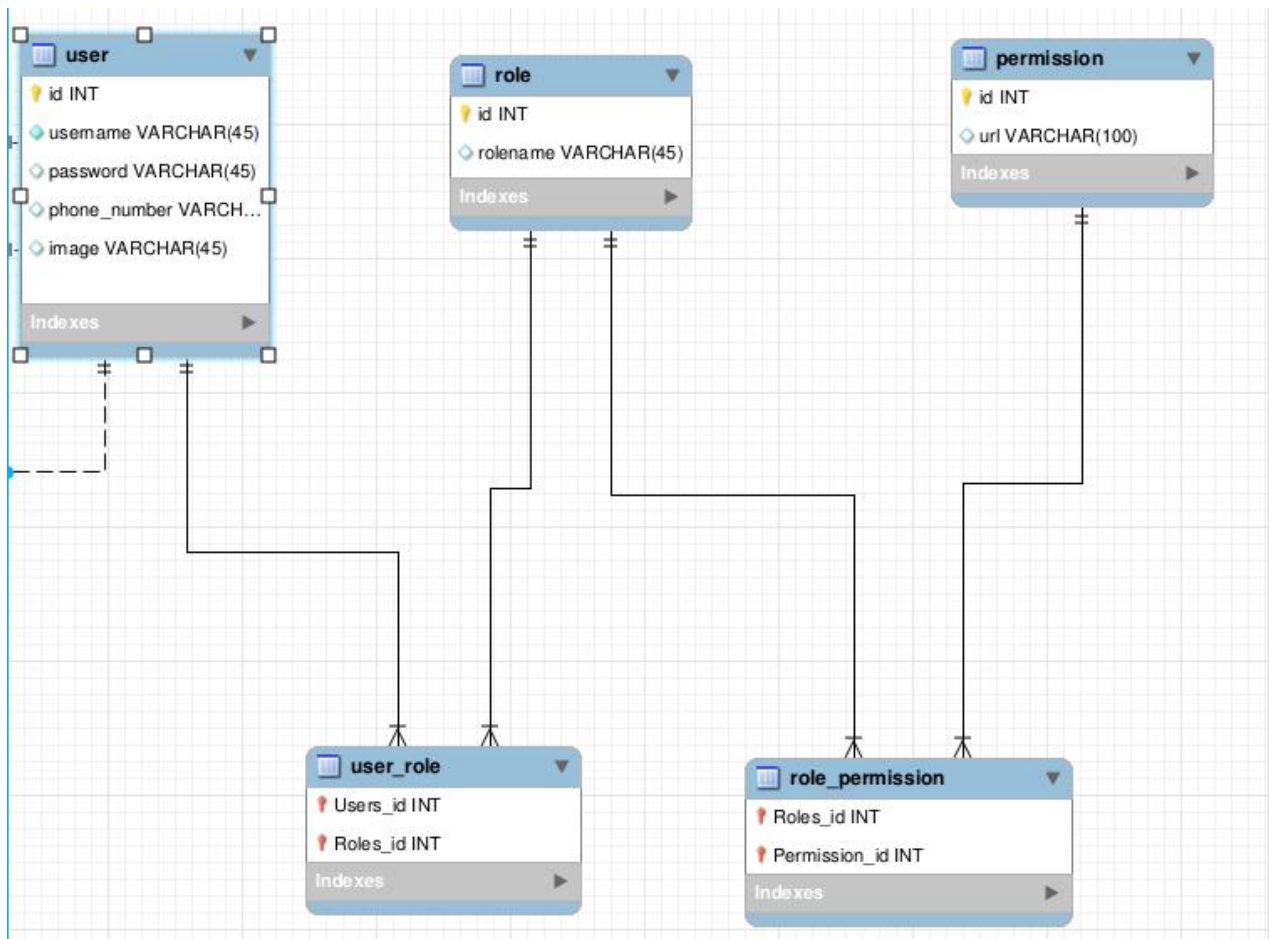 user
id INT
username VARCHAR(45)
password VARCHAR(45)
phone_number VARCH...
image VARCHAR(45)
Indexes
role
id INT
rolename VARCHAR(45)
Indexes
permission
id INT
url VARCHAR(100)
Indexes
user_role
Users_id INT
Roles_id INT
Indexes
role_permission
Roles_id INT
Permission_id INT
Indexes